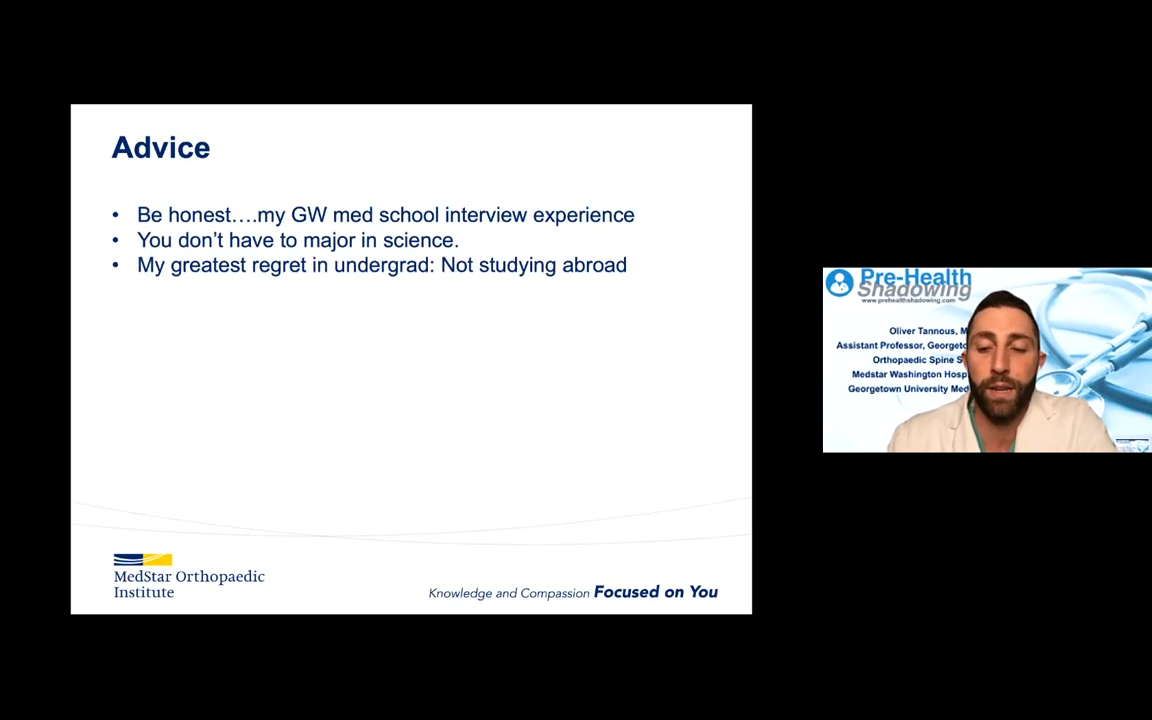 Advice
• Be honest….my GW med school interview experience
• You don't have to major in science.
• My greatest regret in undergrad: Not studying abroad
MedStar Orthopaedic
Institute
Knowledge and Compassion Focused on You
Pre-Health
Shadowing
www.prehealthshadowing.com
Oliver Tannous, M
Assistant Professor, Georgeto
Orthopaedic Spine S
Medstar Washington Hosp
Georgetown University Med